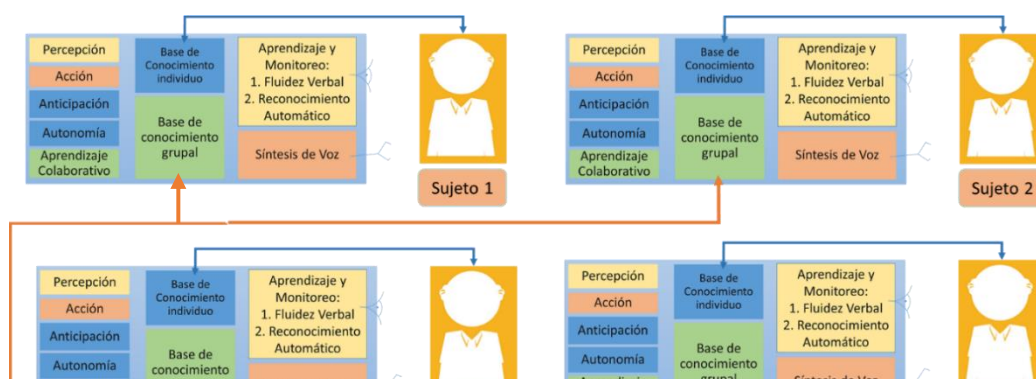 Percepción
Acción
Anticipación
Autonomía
Aprendizaje
Colaborativo
Base de
Conocimiento
individuo
Base de
conocimiento
grupal
Aprendizaje y
Monitoreo:
1. Fluidez Verbal
2. Reconocimiento
Automático
Síntesis de Voz
Sujeto 1
Percepción
Acción
Anticipación
Autonomía
Aprendizaje
Colaborativo
Base de
Conocimiento
individuo
Base de
conocimiento
grupal
Aprendizaje y
Monitoreo:
1. Fluidez Verbal
2. Reconocimiento
Automático
Síntesis de Voz
Sujeto 2
Percepción
Acción
Anticipación
Autonomía
Base de
Conocimiento
individuo
Base de
conocimiento
Aprendizaje y
Monitoreo:
1. Fluidez Verbal
2. Reconocimiento
Automático
Percepción
Acción
Anticipación
Autonomía
Base de
Conocimiento
individuo
Base de
conocimiento
grupal
Aprendizaje y
Monitoreo:
1. Fluidez Verbal
2. Reconocimiento
Automático
Síntesis de Voz